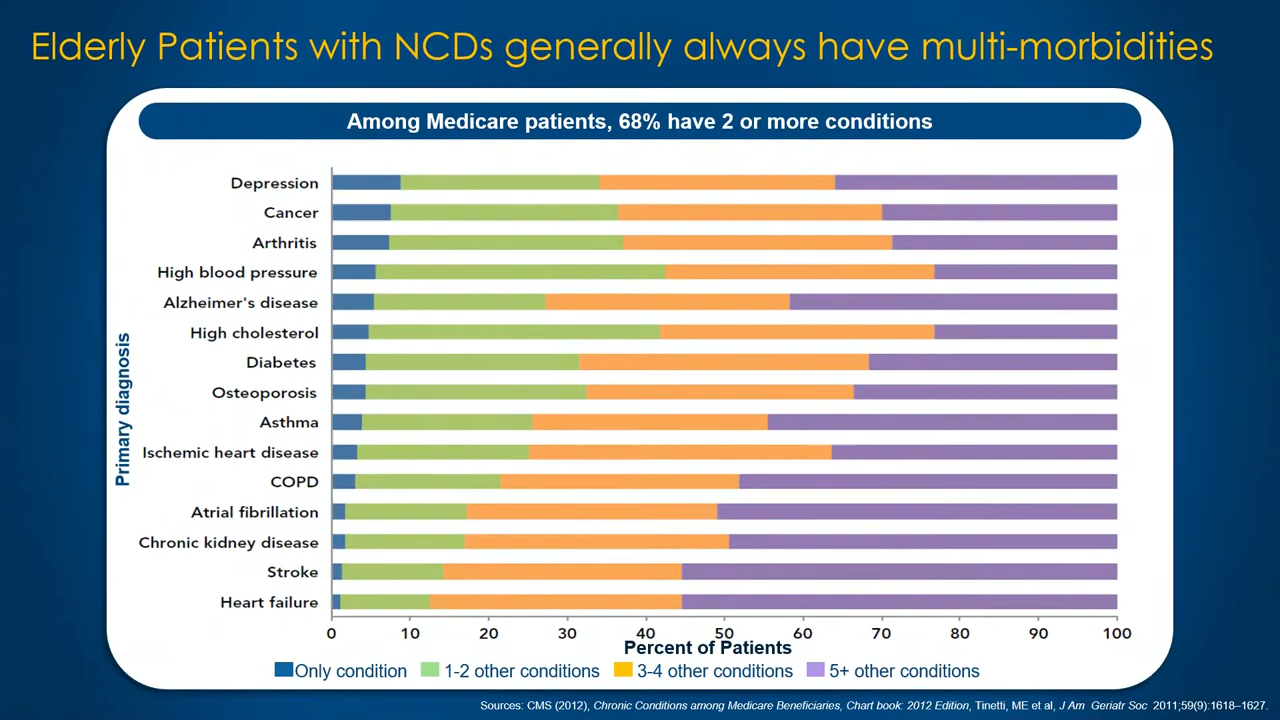 Elderly Patients with NCDs generally always have multi-morbidities
Among Medicare patients, 68% have 2 or more conditions
Primary diagnosis
Depression
Cancer
Arthritis
High blood pressure
Alzheimer's disease
High cholesterol
Diabetes
Osteoporosis
Asthma
Ischemic heart disease
COPD
Atrial fibrillation
Chronic kidney disease
Stroke
Heart failure
0 10 20 30 40 50 60 70 80 90 100
Percent of Patients
Only condition 1-2 other conditions 3-4 other conditions 5+ other conditions
Sources: CMS (2012), Chronic Conditions among Medicare Beneficiaries, Chart book: 2012 Edition, Tinetti, ME et al, J Am Geriatr Soc 2011;59(9):1618–1627.